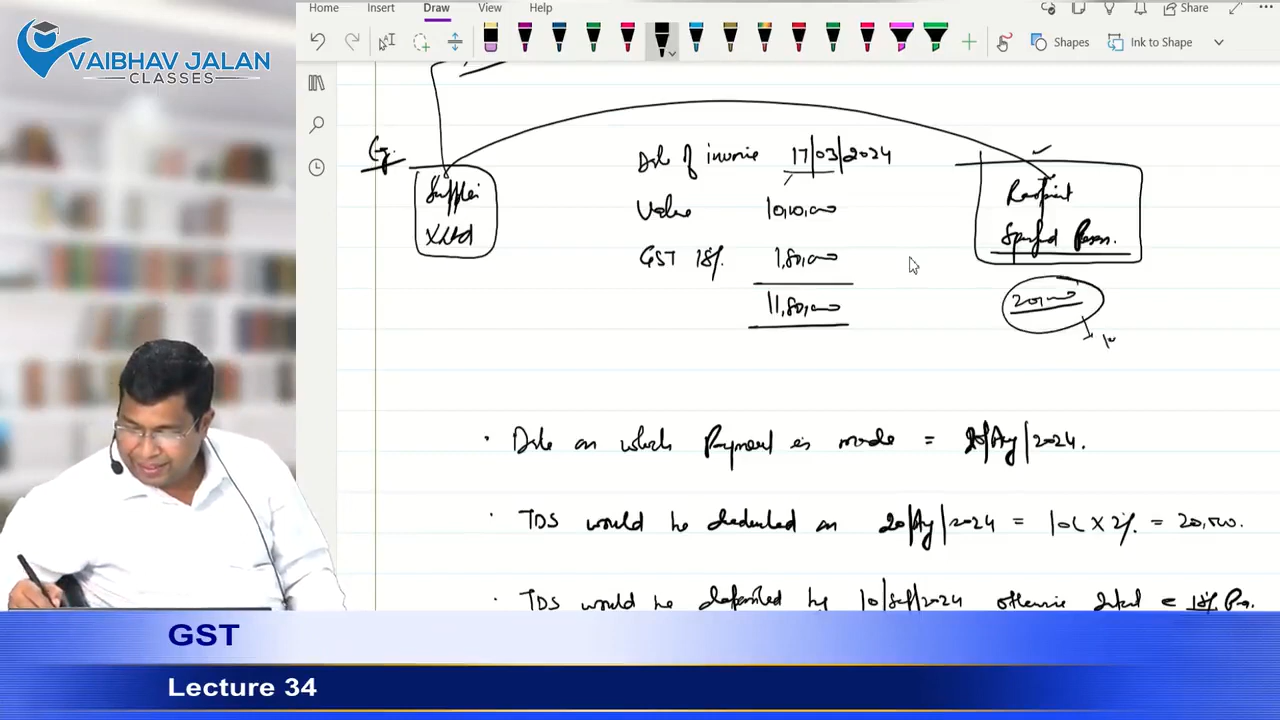 Home Insert Draw View Help Share
Shapes Ink to Shape
VAIBHAV JALAN
CLASSES
Eg.
Supplier
X Ltd
Date of invoice 17/03/2024
Value 10,00,000
GST 18% 1,80,000
11,80,000
Recipient
Specified Person.
20,000
Date on which Payment is made = 20/Aug/2024.
TDS would be deducted on 20/Aug/2024 = 10L X 2% = 20,000.
TDS would be deposited by 10/Sep/2024 otherwise Interest @ 18% P.a.
GST
Lecture 34